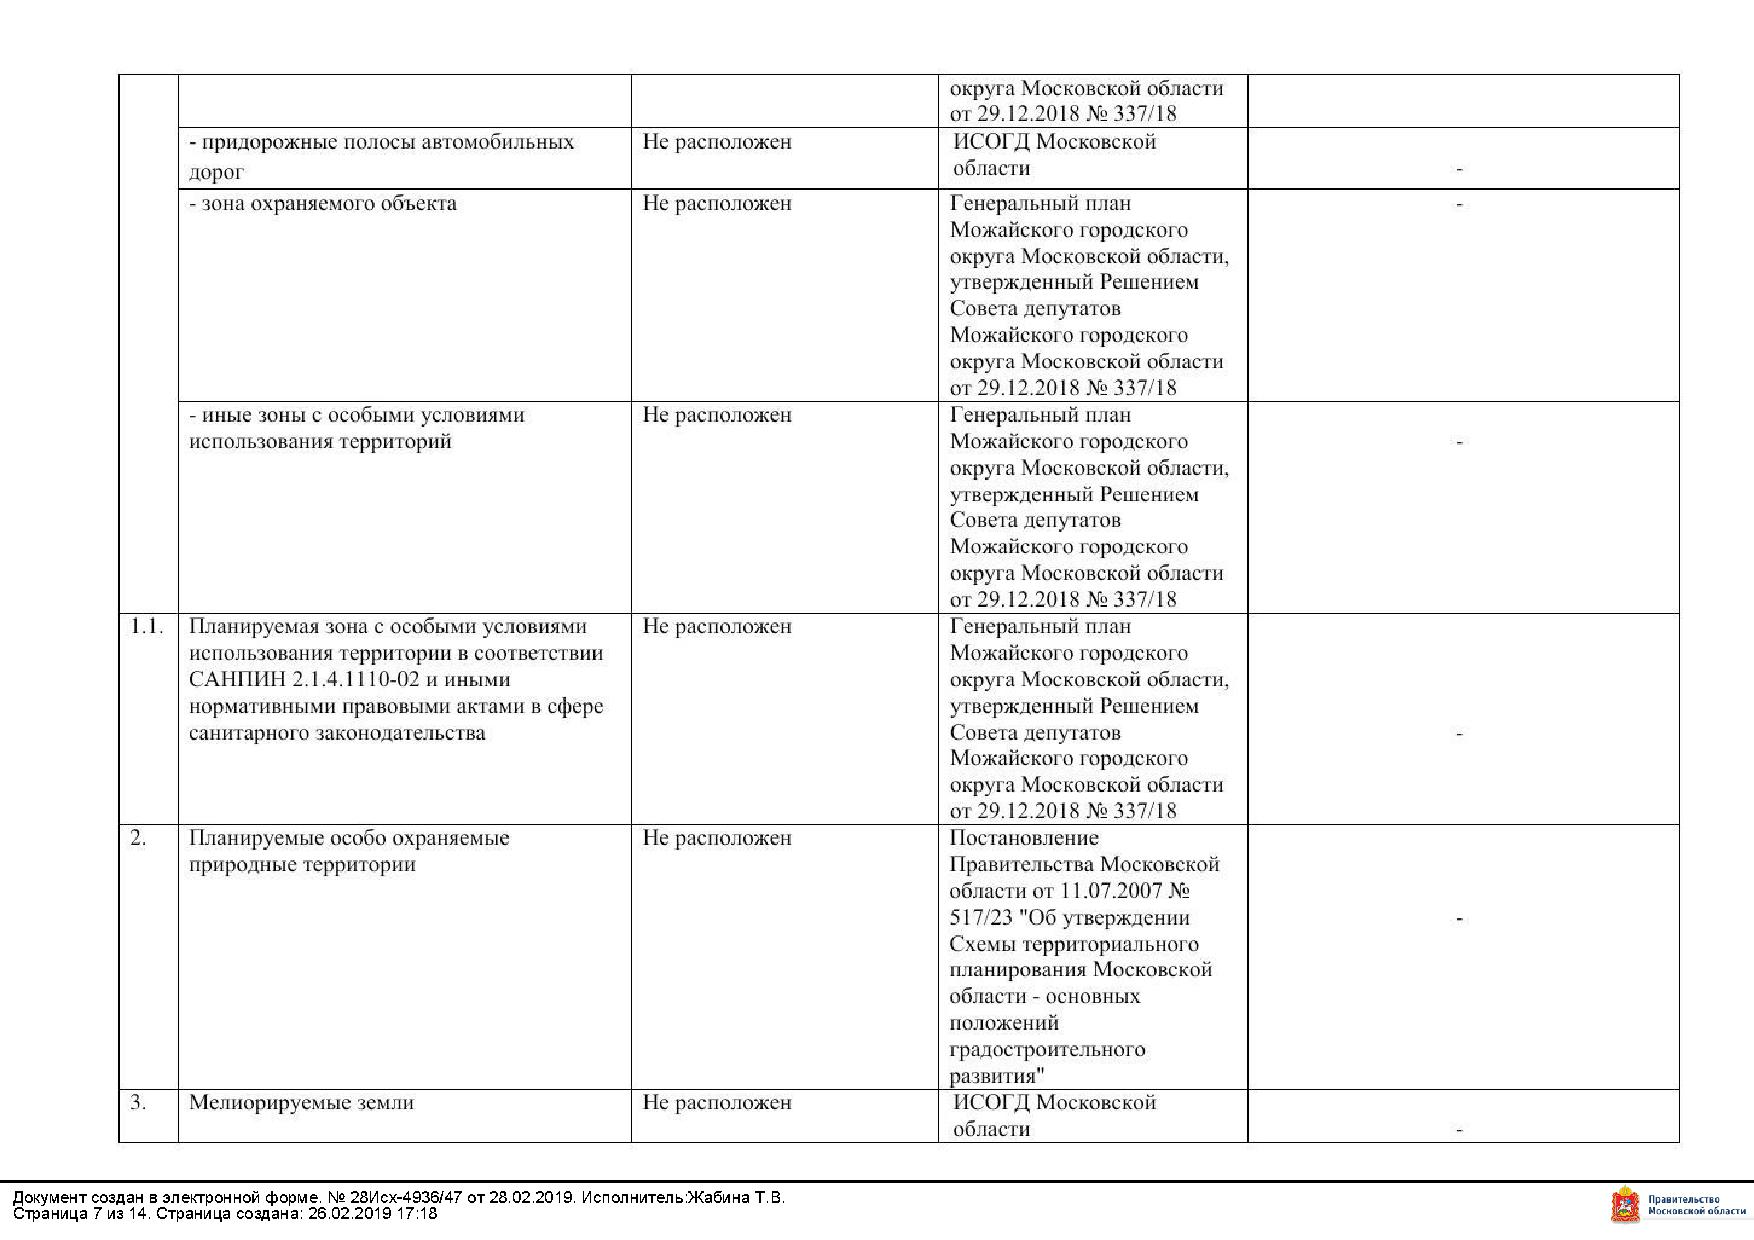 округа Московской области
от 29.12.2018 № 337/18
- придорожные полосы автомобильных
дорог
Не расположен
ИСОГД Московской
области
-
- зона охраняемого объекта
Не расположен
Генеральный план
Можайского городского
округа Московской области,
утвержденный Решением
Совета депутатов
Можайского городского
округа Московской области
от 29.12.2018 № 337/18
-
- иные зоны с особыми условиями
использования территорий
Не расположен
Генеральный план
Можайского городского
округа Московской области,
утвержденный Решением
Совета депутатов
Можайского городского
округа Московской области
от 29.12.2018 № 337/18
-
1.1.
Планируемая зона с особыми условиями
использования территории в соответствии
САНПИН 2.1.4.1110-02 и иными
нормативными правовыми актами в сфере
санитарного законодательства
Не расположен
Генеральный план
Можайского городского
округа Московской области,
утвержденный Решением
Совета депутатов
Можайского городского
округа Московской области
от 29.12.2018 № 337/18
-
2.
Планируемые особо охраняемые
природные территории
Не расположен
Постановление
Правительства Московской
области от 11.07.2007 №
517/23 "Об утверждении
Схемы территориального
планирования Московской
области - основных
положений
градостроительного
развития"
-
3.
Мелиорируемые земли
Не расположен
ИСОГД Московской
области
-
Документ создан в электронной форме. № 28Исх-4936/47 от 28.02.2019. Исполнитель:Жабина Т.В.
Страница 7 из 14. Страница создана: 26.02.2019 17:18
Правительство
Московской области